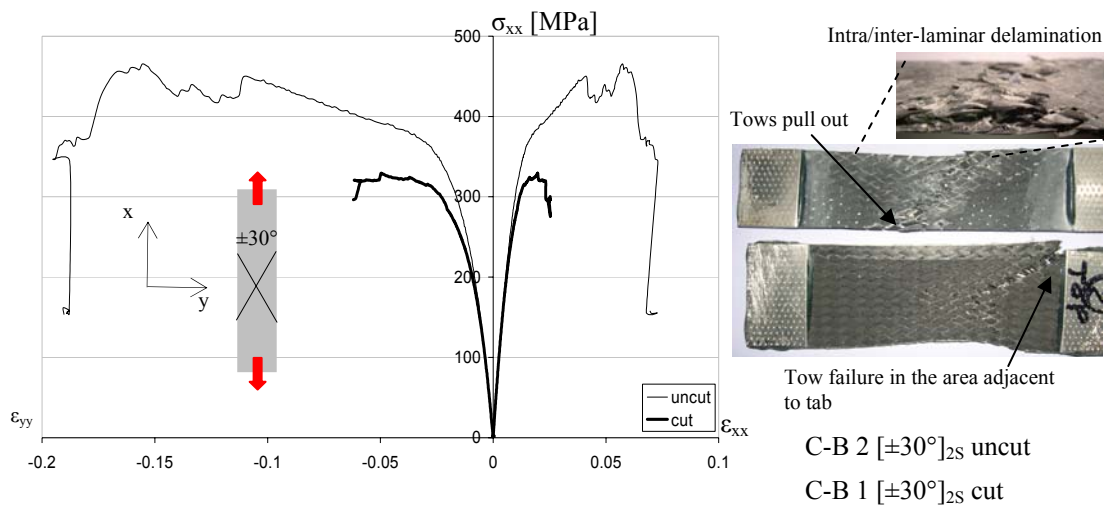 σxx [MPa]
500
400
300
200
100
0
εyy
εxx
-0.2
-0.15
-0.1
-0.05
0
0.05
0.1
x
y
±30°
uncut
cut
Intra/inter-laminar delamination
Tows pull out
Tow failure in the area adjacent
to tab
C-B 2 [±30°]2S uncut
C-B 1 [±30°]2S cut